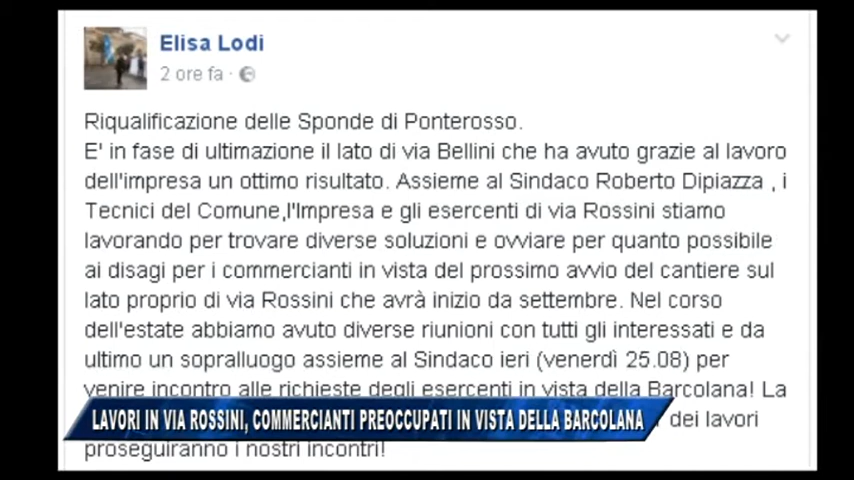 Elisa Lodi
2 ore fa ·
Riqualificazione delle Sponde di Ponterosso.
E' in fase di ultimazione il lato di via Bellini che ha avuto grazie al lavoro
dell'impresa un ottimo risultato. Assieme al Sindaco Roberto Dipiazza , i
Tecnici del Comune,l'Impresa e gli esercenti di via Rossini stiamo
lavorando per trovare diverse soluzioni e ovviare per quanto possibile
ai disagi per i commercianti in vista del prossimo avvio del cantiere sul
lato proprio di via Rossini che avrà inizio da settembre. Nel corso
dell'estate abbiamo avuto diverse riunioni con tutti gli interessati e da
ultimo un sopralluogo assieme al Sindaco ieri (venerdì 25.08) per
venire incontro alle richieste degli esercenti in vista della Barcolana! La
LAVORI IN VIA ROSSINI, COMMERCIANTI PREOCCUPATI IN VISTA DELLA BARCOLANA
dei lavori
proseguiranno i nostri incontri!